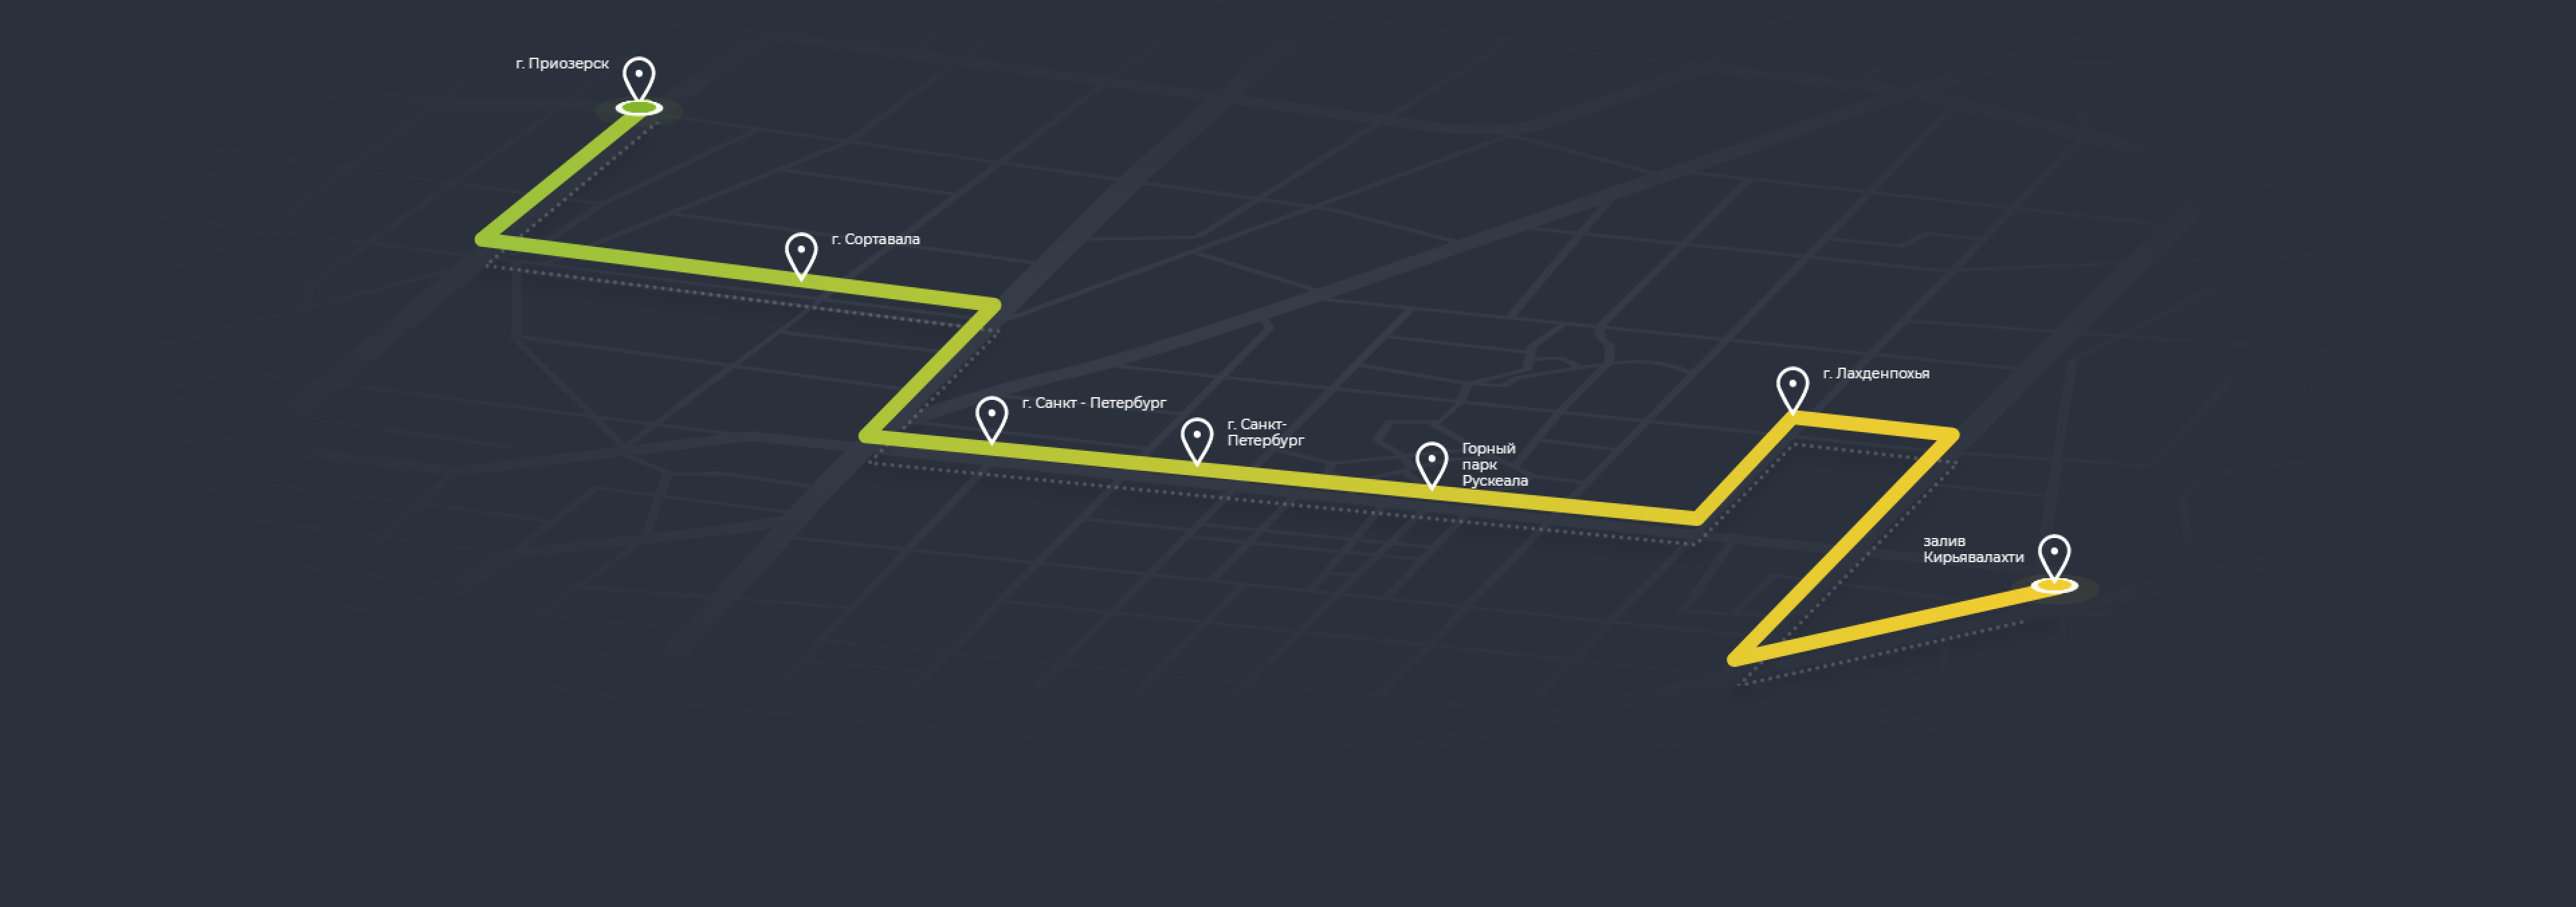 г. Приозерск
г. Сортавала
г. Лахденпохья
г. Санкт - Петербург
г. Санкт-
Петербург
Горный
парк
Рускеала
залив
Кирьявалахти